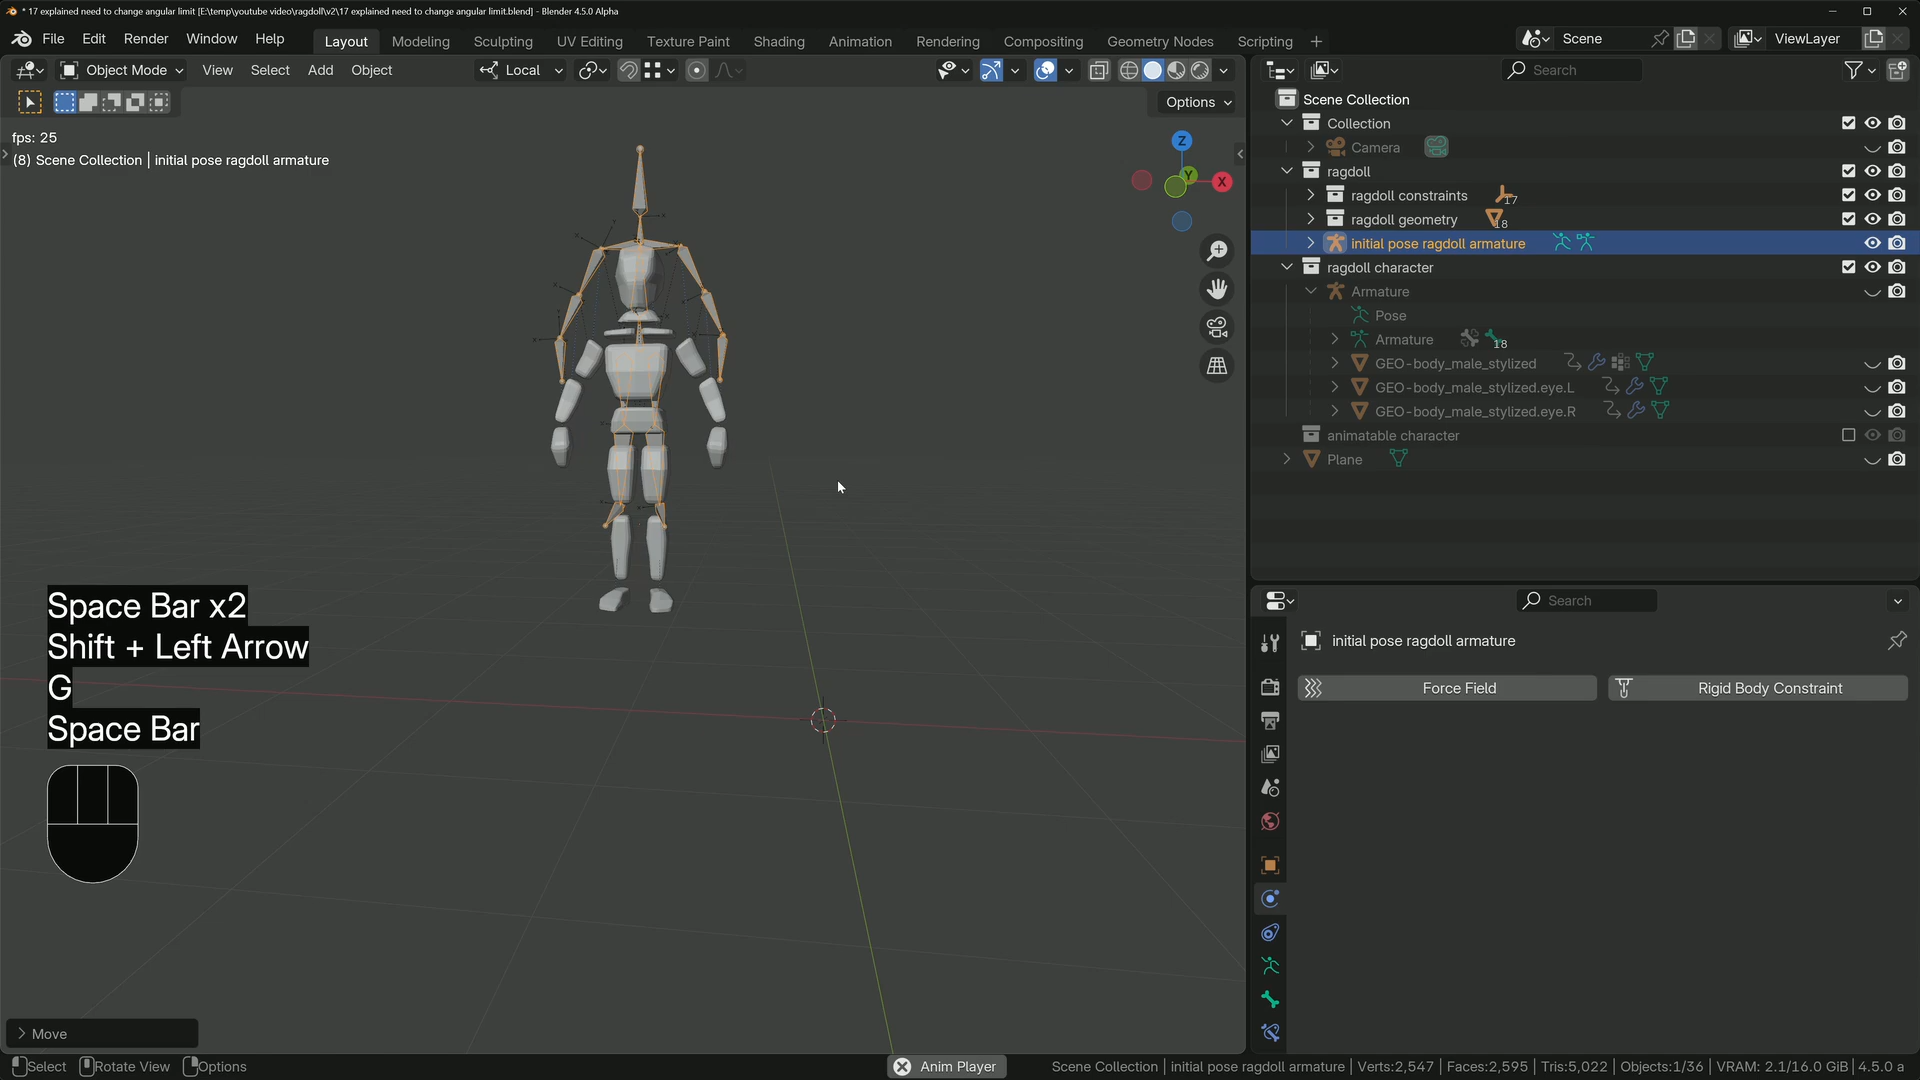 * 17 explained need to change angular limit [E:\temp\youtube video\ragdoll\v2\17 explained need to change angular limit.blend] - Blender 4.5.0 Alpha
File Edit Render Window Help Layout Modeling Sculpting UV Editing Texture Paint Shading Animation Rendering Compositing Geometry Nodes Scripting + Scene ViewLayer
Object Mode View Select Add Object Local Search
Options
fps: 25
(8) Scene Collection | initial pose ragdoll armature
Z
Y
X
Scene Collection
Collection
Camera
ragdoll
ragdoll constraints 17
ragdoll geometry 18
initial pose ragdoll armature
ragdoll character
Armature
Pose
Armature 18
GEO-body_male_stylized
GEO-body_male_stylized.eye.L
GEO-body_male_stylized.eye.R
animatable character
Plane
Search
initial pose ragdoll armature
Force Field Rigid Body Constraint
Space Bar x2
Shift + Left Arrow
G
Space Bar
Move
Select Rotate View Options Anim Player Scene Collection | initial pose ragdoll armature | Verts:2,547 | Faces:2,595 | Tris:5,022 | Objects:1/36 | VRAM: 2.1/16.0 GiB | 4.5.0 a